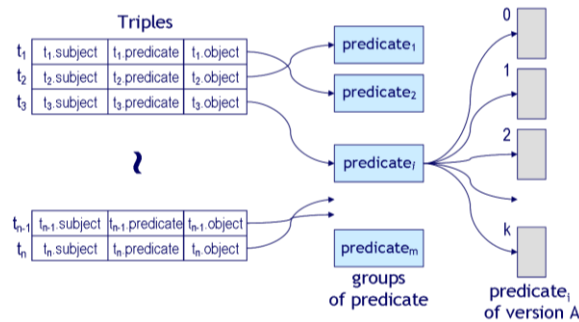 Triples
t1 t1.subject t1.predicate t1.object
t2 t2.subject t2.predicate t2.object
t3 t3.subject t3.predicate t3.object
~
tn-1 tn-1.subject tn-1.predicate tn-1.object
tn tn.subject tn.predicate tn.object
predicate1
predicate2
predicatei
predicatem
groups
of predicate
0
1
2
k
predicatei
of version A